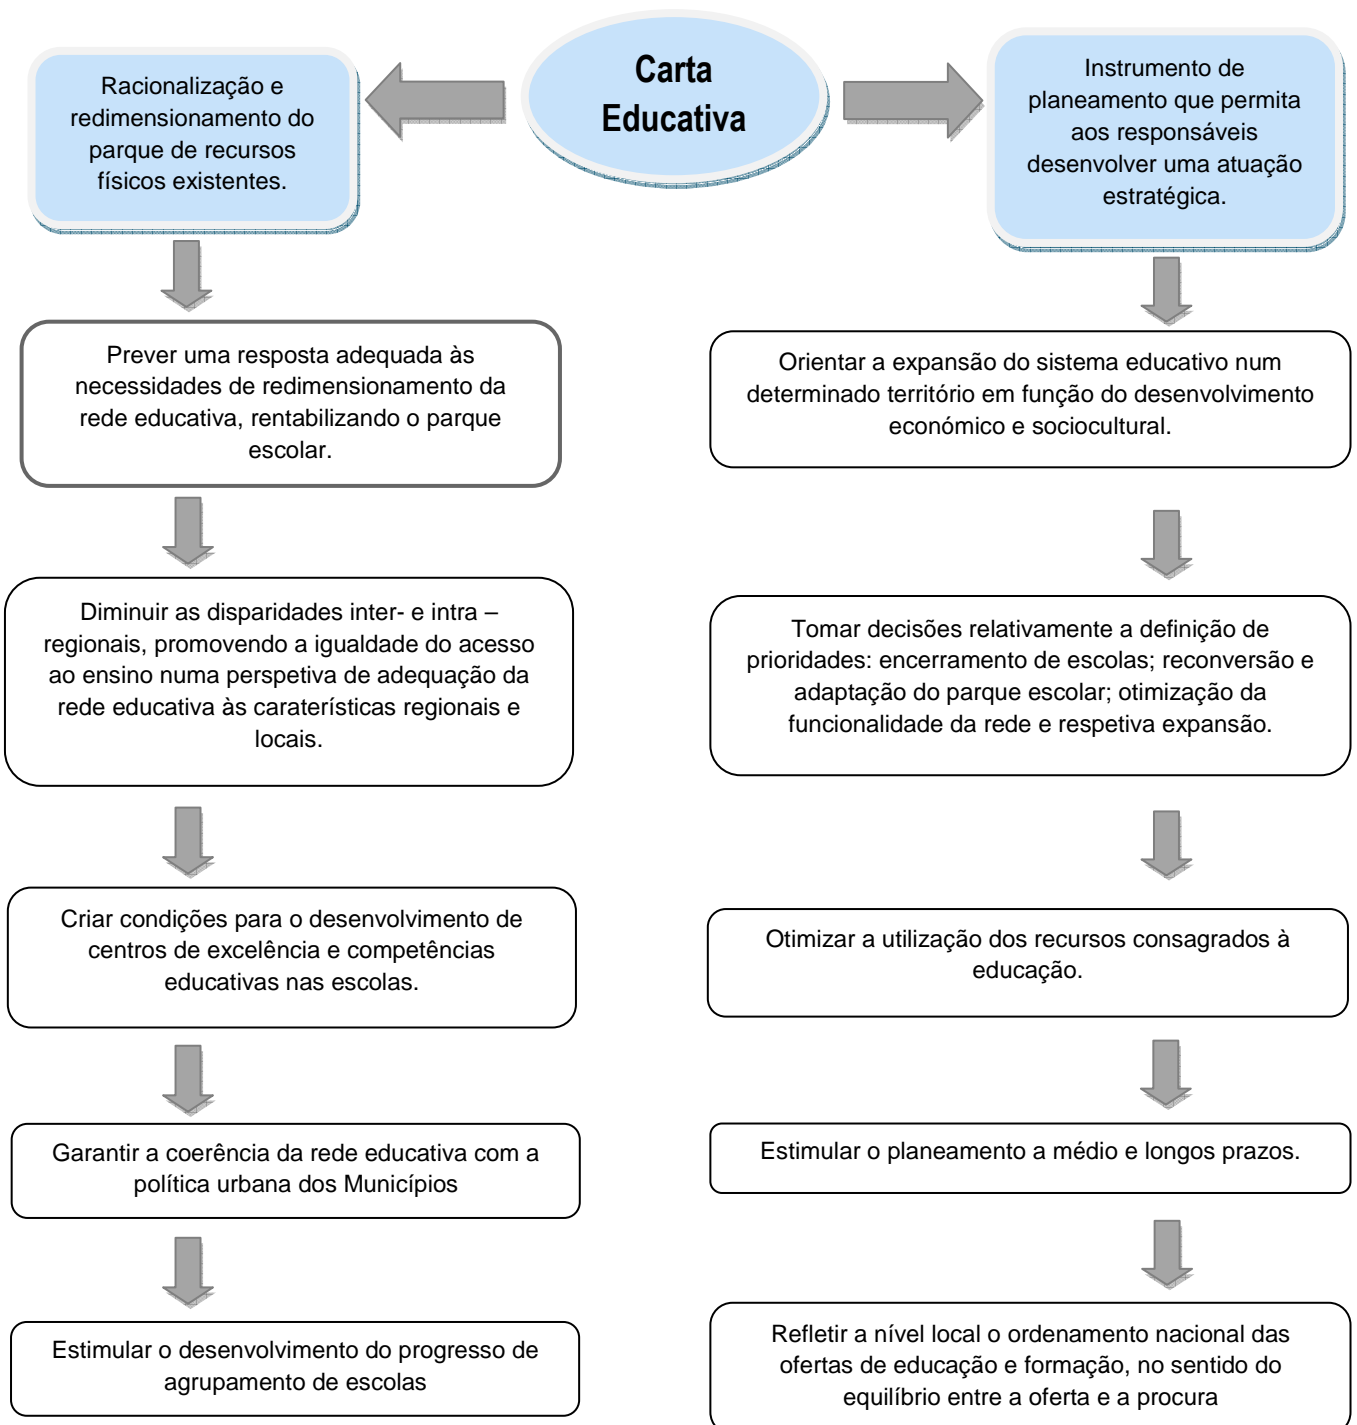 Carta
Educativa
Racionalização e
redimensionamento do
parque de recursos
físicos existentes.
Prever uma resposta adequada às
necessidades de redimensionamento da
rede educativa, rentabilizando o parque
escolar.
Diminuir as disparidades inter- e intra –
regionais, promovendo a igualdade do acesso
ao ensino numa perspetiva de adequação da
rede educativa às caraterísticas regionais e
locais.
Criar condições para o desenvolvimento de
centros de excelência e competências
educativas nas escolas.
Garantir a coerência da rede educativa com a
política urbana dos Municípios
Estimular o desenvolvimento do progresso de
agrupamento de escolas
Instrumento de
planeamento que permita
aos responsáveis
desenvolver uma atuação
estratégica.
Orientar a expansão do sistema educativo num
determinado território em função do desenvolvimento
económico e sociocultural.
Tomar decisões relativamente a definição de
prioridades: encerramento de escolas; reconversão e
adaptação do parque escolar; otimização da
funcionalidade da rede e respetiva expansão.
Otimizar a utilização dos recursos consagrados à
educação.
Estimular o planeamento a médio e longos prazos.
Refletir a nível local o ordenamento nacional das
ofertas de educação e formação, no sentido do
equilíbrio entre a oferta e a procura